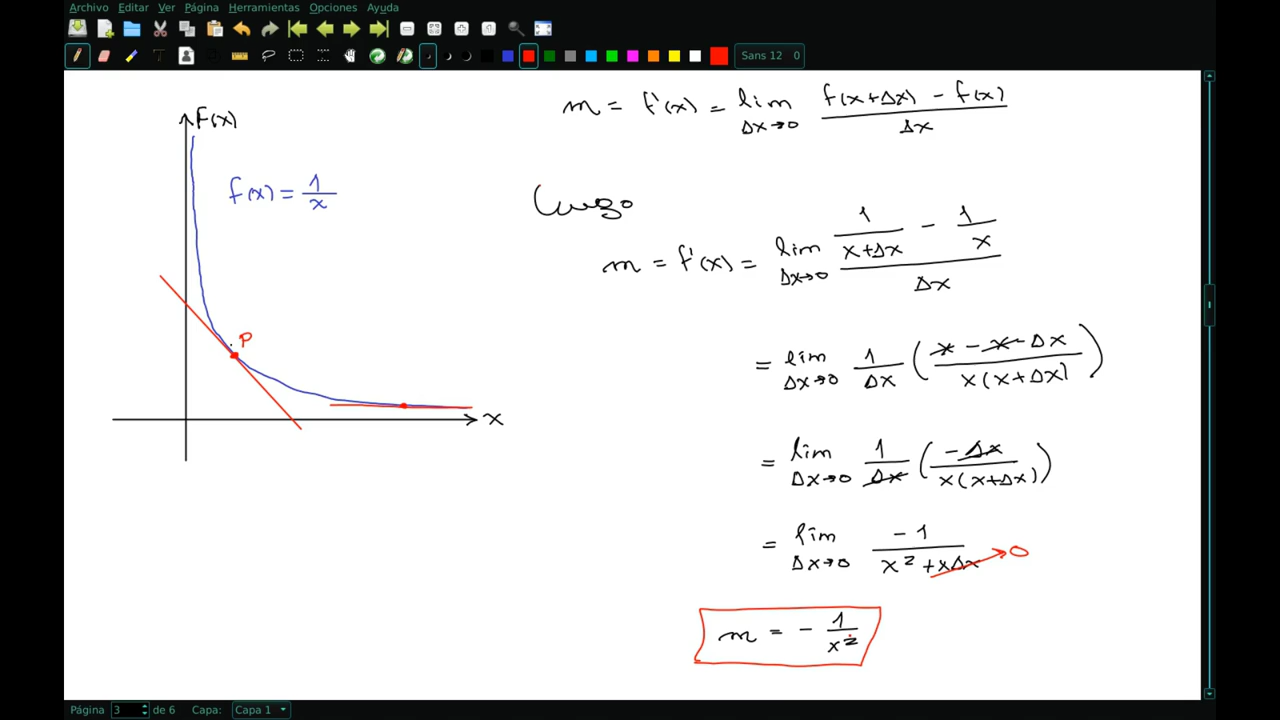 Archivo Editar Ver Página Herramientas Opciones Ayuda
Sans 12 0
F(x)
f(x) = 1/x
P
x
m = f'(x) = lim Δx→0 (f(x+Δx) - f(x))/Δx
Luego
m = f'(x) = lim Δx→0 (1/(x+Δx) - 1/x)/Δx
= lim Δx→0 1/Δx ((x - x - Δx)/(x(x+Δx)))
= lim Δx→0 1/Δx (-Δx/(x(x+Δx)))
= lim Δx→0 -1/(x² + xΔx) → 0
m = - 1/x²
Página 3 de 6 Capa: Capa 1